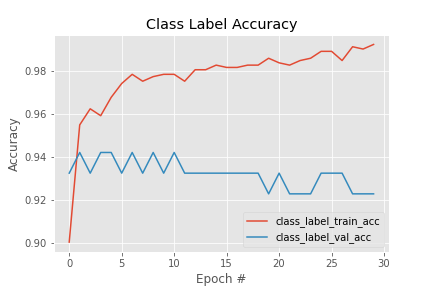 Class Label Accuracy
Accuracy
0.98
0.96
0.94
0.92
0.90
class_label_train_acc
class_label_val_acc
0 5 10 15 20 25 30
Epoch #